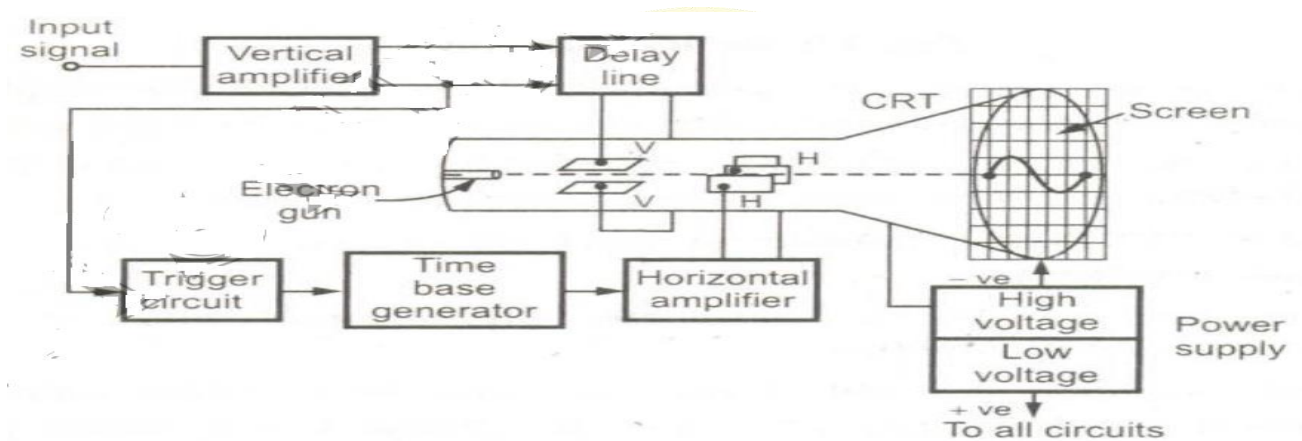 Input
signal
Vertical
amplifier
Delay
line
CRT
Screen
V
H
Electron
gun
V
H
Trigger
circuit
Time
base
generator
Horizontal
amplifier
– ve
High
voltage
Power
supply
Low
voltage
+ ve
To all circuits